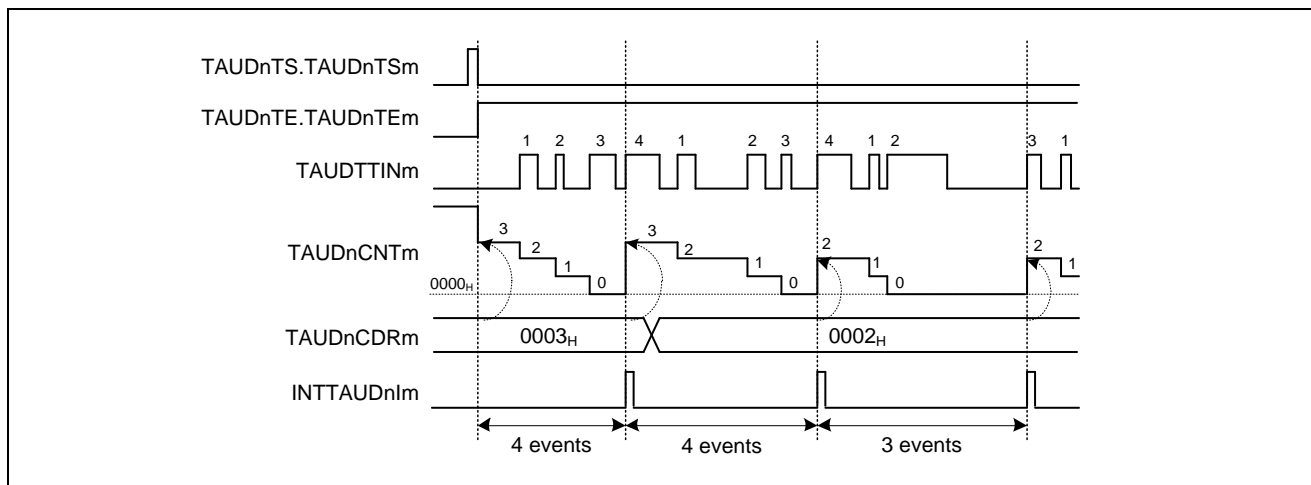 TAUDnTS.TAUDnTSm
TAUDnTE.TAUDnTEm
1 2 3 4 1 2 3 4 1 2 3 1
TAUDTTINm
3 2 1 0 3 2 1 0 2 1 0 2 1
TAUDnCNTm
0000H
TAUDnCDRm 0003H 0002H
INTTAUDnIm
4 events 4 events 3 events